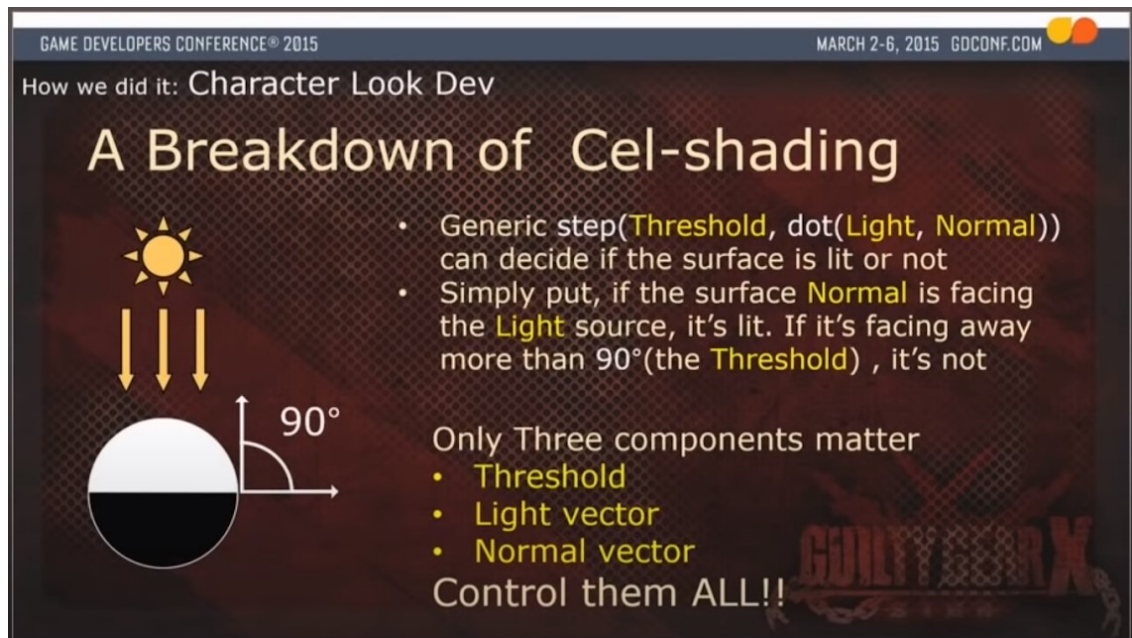 GAME DEVELOPERS CONFERENCE® 2015
MARCH 2-6, 2015 GDCONF.COM
How we did it: Character Look Dev
A Breakdown of Cel-shading
• Generic step(Threshold, dot(Light, Normal))
can decide if the surface is lit or not
• Simply put, if the surface Normal is facing
the Light source, it's lit. If it's facing away
more than 90°(the Threshold) , it's not
90°
Only Three components matter
• Threshold
• Light vector
• Normal vector
Control them ALL!!
GUILTY GEAR X